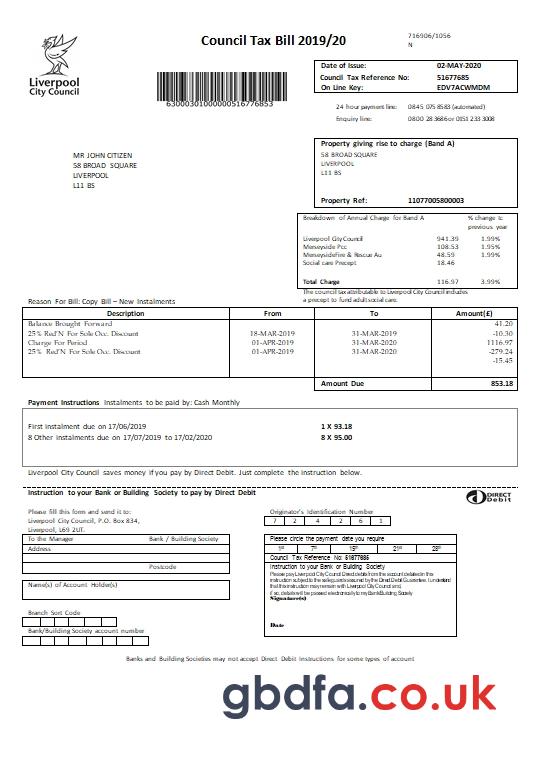 Council Tax Bill 2019/20
716906/1056
N
Liverpool
City Council
63000301000000516776853
Date of Issue: 02-MAY-2020
Council Tax Reference No: 51677685
On Line Key: EDV7ACWMDM
24 hour payment line: 0845 075 8583 (automated)
Enquiry line: 0800 28 3686 or 0151 233 3008
MR JOHN CITIZEN
58 BROAD SQUARE
LIVERPOOL
L11 BS
Property giving rise to charge (Band A)
58 BROAD SQUARE
LIVERPOOL
L11 BS
Property Ref: 11077005800003
Breakdown of Annual Charge for Band A % change to
previous year
Liverpool City Council 941.39 1.99%
Merseyside Pcc 108.53 1.95%
Merseyside Fire & Rescue Au 48.59 1.99%
Social care Precept 18.46
Total Charge 116.97 3.99%
The council tax attributable to Liverpool City Council includes
a precept to fund adult social care.
Reason For Bill: Copy Bill – New Instalments
Description From To Amount(£)
Balance Brought Forward 41.20
25% Red'N For Sole Occ. Discount 18-MAR-2019 31-MAR-2019 -10.30
Charge For Period 01-APR-2019 31-MAR-2020 1116.97
25% Red'N For Sole Occ. Discount 01-APR-2019 31-MAR-2020 -279.24
-15.45
Amount Due 853.18
Payment Instructions Instalments to be paid by: Cash Monthly
First instalment due on 17/06/2019 1 X 93.18
8 Other instalments due on 17/07/2019 to 17/02/2020 8 X 95.00
Liverpool City Council saves money if you pay by Direct Debit. Just complete the instruction below.
Instruction to your Bank or Building Society to pay by Direct Debit
DIRECT
Debit
Please fill this form and send it to:
Liverpool City Council, P.O. Box 834,
Liverpool, L69 2UT.
To the Manager Bank / Building Society
Address
Postcode
Name(s) of Account Holder(s)
Branch Sort Code
Bank/Building Society account number
Originator's Identification Number
7 2 4 2 6 1
Please circle the payment date you require
1st 7th 15th 21st 28th
Council Tax Reference No: 51677685
Instruction to your Bank or Building Society
Please pay Liverpool City Council Direct debits from the account detailed in this
instruction subject to the safeguards assured by the Direct Debit Guarantee. I understand
that this instruction may remain with Liverpool City Council and,
if so, details will be passed electronically to my Bank/Building Society
Signature(s)
Date
Banks and Building Societies may not accept Direct Debit Instructions for some types of account
gbdfa.co.uk